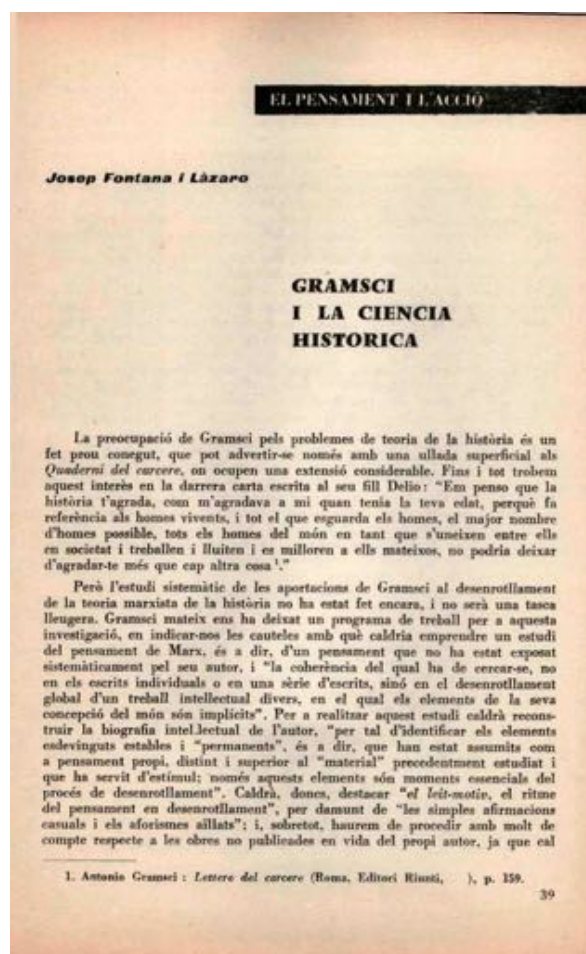 EL PENSAMENT I L'ACCIO
Josep Fontana i Làzaro
GRAMSCI
I LA CIENCIA
HISTORICA
La preocupació de Gramsci pels problemes de teoria de la història és un
fet prou conegut, que pot advertir-se només amb una ullada superficial als
Quaderni del carcere, on ocupen una extensió considerable. Fins i tot trobem
aquest interès en la darrera carta escrita al seu fill Delio: "Em penso que la
història t'agrada, com m'agradava a mi quan tenia la teva edat, perquè fa
referència als homes vivents, i tot el que esguarda els homes, el major nombre
d'homes possible, tots els homes del món en tant que s'uneixen entre ells
en societat i treballen i lluiten i es milloren a ells mateixos, no podria deixar
d'agradar-te més que cap altra cosa ¹."
Però l'estudi sistemàtic de les aportacions de Gramsci al desenrotllament
de la teoria marxista de la història no ha estat fet encara, i no serà una tasca
lleugera. Gramsci mateix ens ha deixat un programa de treball per a aquesta
investigació, en indicar-nos les cauteles amb què caldria emprendre un estudi
del pensament de Marx, és a dir, d'un pensament que no ha estat exposat
sistemàticament pel seu autor, i "la coherència del qual ha de cercar-se, no
en els escrits individuals o en una sèrie d'escrits, sinó en el desenrotllament
global d'un treball intellectual divers, en el qual els elements de la seva
concepció del món són implícits". Per a realitzar aquest estudi caldrà recons-
truir la biografia intel.lectual de l'autor, "per tal d'identificar els elements
esdevinguts estables i "permanents", és a dir, que han estat assumits com
a pensament propi, distint i superior al "material" precedentment estudiat i
que ha servit d'estímul; només aquests elements són moments essencials del
procés de desenrotllament". Caldrà, doncs, destacar "el leit-motiv, el ritme
del pensament en desenrotllament", per damunt de "les simples afirmacions
casuals i els aforismes aïllats"; i, sobretot, haurem de procedir amb molt de
compte respecte a les obres no publicades en vida del propi autor, ja que cal
1. Antonio Gramsci : Lettere del carcere (Roma, Editori Riuniti, ), p. 159.
39